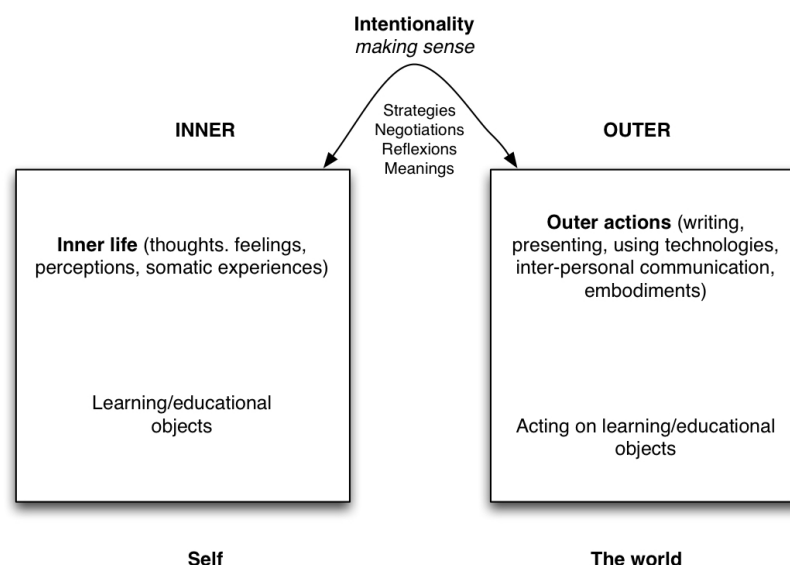 Intentionality
making sense
Strategies
Negotiations
Reflexions
Meanings
INNER
OUTER
Inner life (thoughts. feelings,
perceptions, somatic experiences)
Learning/educational
objects
Outer actions (writing,
presenting, using technologies,
inter-personal communication,
embodiments)
Acting on learning/educational
objects
Self
The world